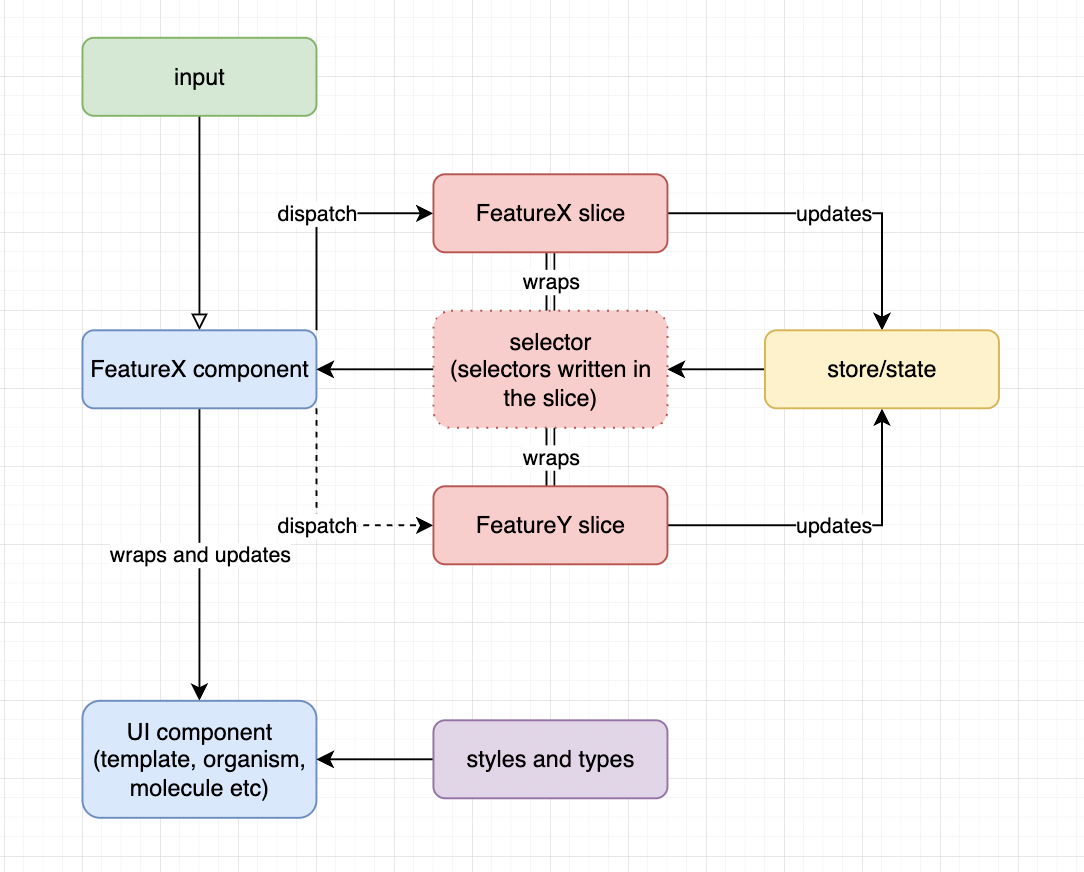 input
dispatch
FeatureX slice
updates
wraps
FeatureX component
selector
(selectors written in
the slice)
store/state
wraps
dispatch
FeatureY slice
updates
wraps and updates
UI component
(template, organism,
molecule etc)
styles and types